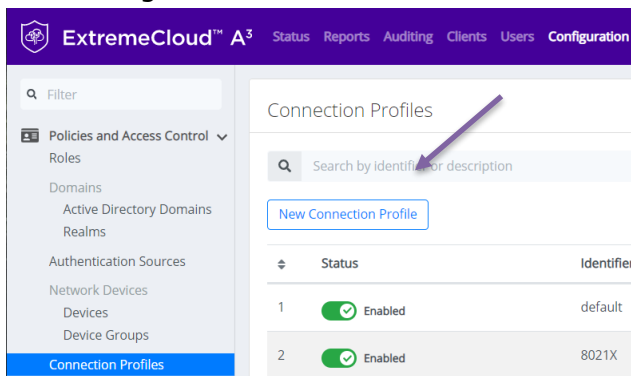 ExtremeCloud™ A³ Status Reports Auditing Clients Users Configuration
Filter
Connection Profiles
Policies and Access Control
Roles
Search by identifier or description
Domains
Active Directory Domains
New Connection Profile
Realms
Authentication Sources
Status Identifier
Network Devices
Devices
1 Enabled default
Device Groups
2 Enabled 8021X
Connection Profiles